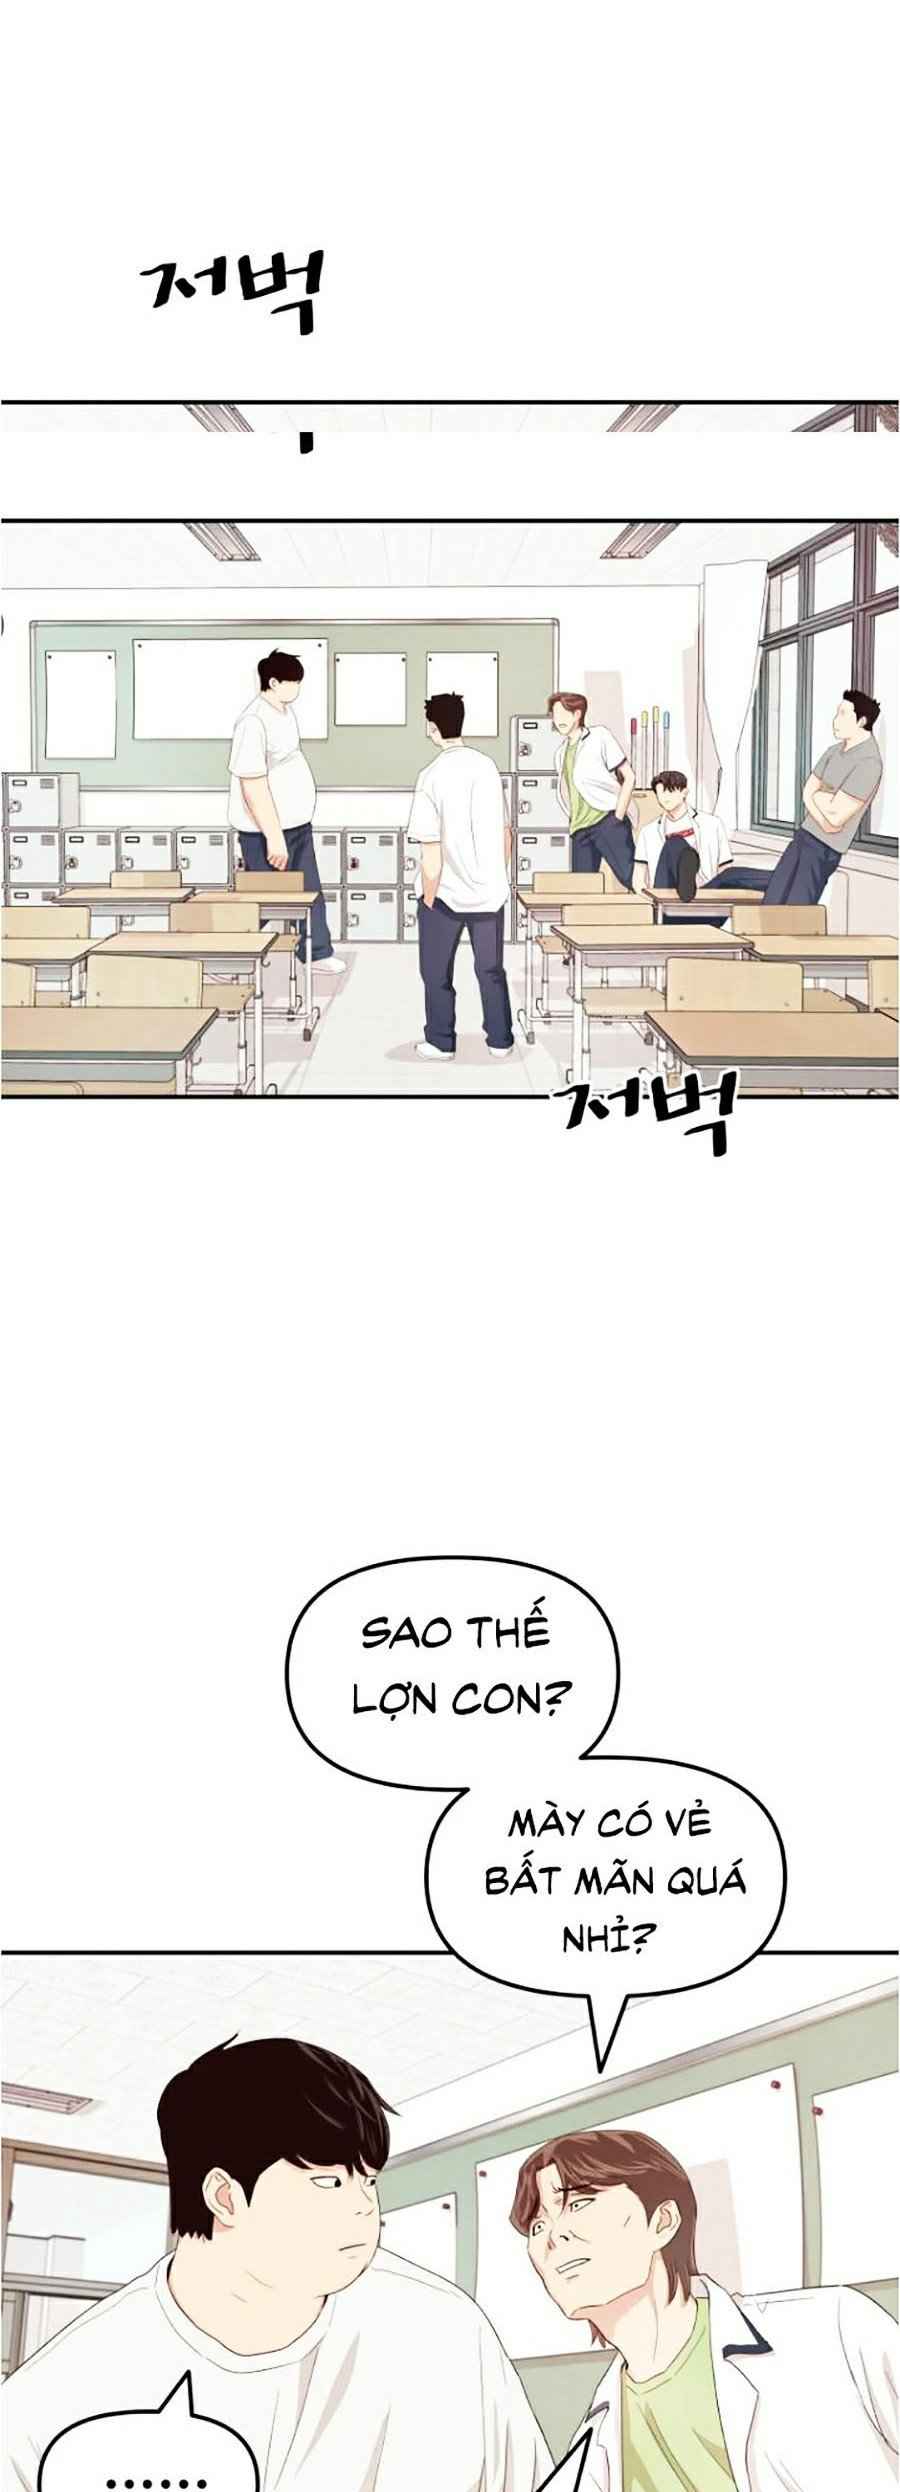 저벅
저벅
SAO THẾ
LỢN CON?
MÀY CÓ VẺ
BẤT MÃN QUÁ
NHỈ?
......